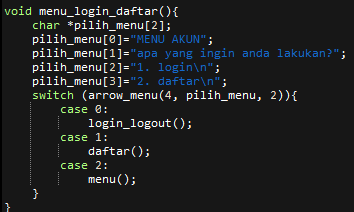 void menu_login_daftar(){
char *pilih_menu[2];
pilih_menu[0]="MENU AKUN";
pilih_menu[1]="apa yang ingin anda lakukan?";
pilih_menu[2]="1. login\n";
pilih_menu[3]="2. daftar\n";
switch (arrow_menu(4, pilih_menu, 2)){
case 0:
login_logout();
case 1:
daftar();
case 2:
menu();
}
}